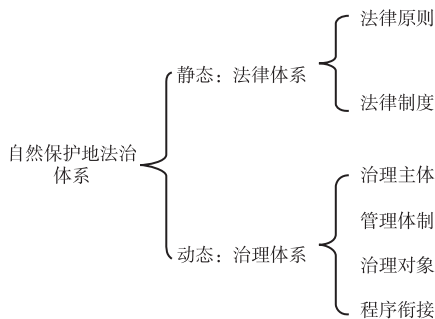 自然保护地法治
体系
静态：法律体系
法律原则
法律制度
动态：治理体系
治理主体
管理体制
治理对象
程序衔接